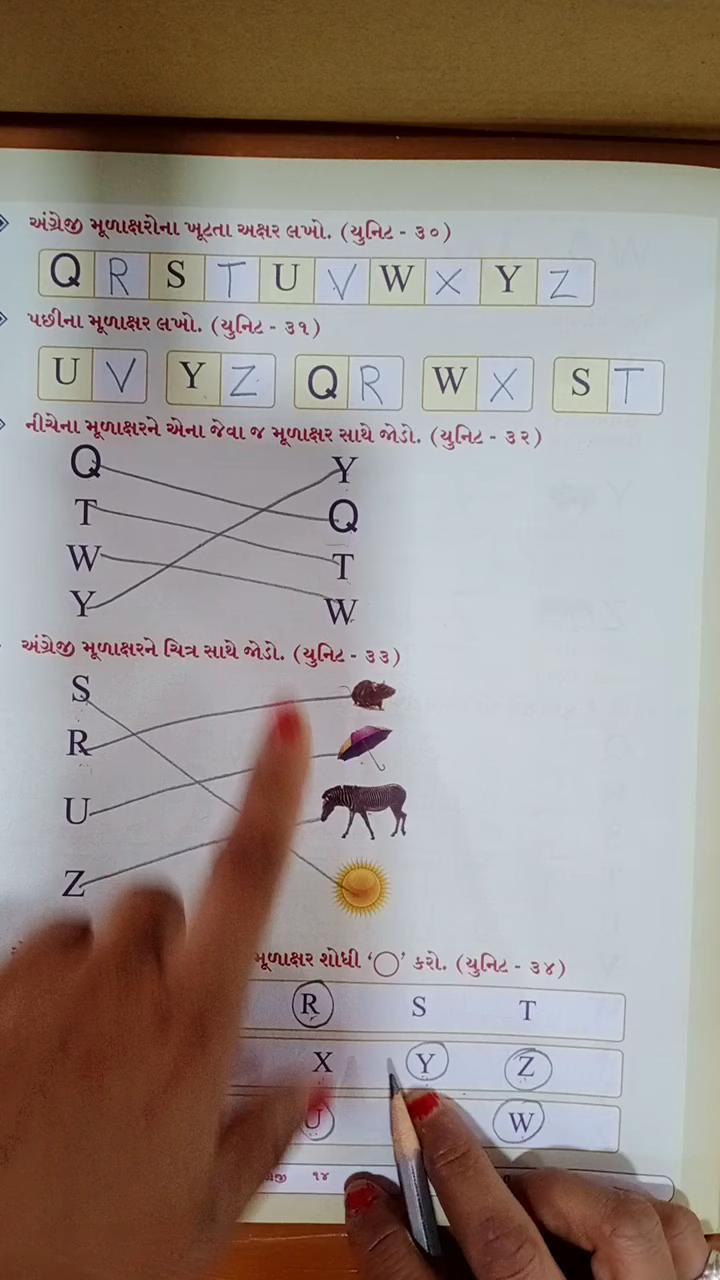 અંગ્રેજી મૂળાક્ષરોના ખૂટતા અક્ષર લખો. (યુનિટ - ૩૦)
Q R S T U V W X Y Z
પછીના મૂળાક્ષર લખો. (યુનિટ - ૩૧)
U V Y Z Q R W X S T
નીચેના મૂળાક્ષરને એના જેવા જ મૂળાક્ષર સાથે જોડો. (યુનિટ - ૩૨)
Q Y
T Q
W T
Y W
અંગ્રેજી મૂળાક્ષરને ચિત્ર સાથે જોડો. (યુનિટ - ૩૩)
S
R
U
Z
મૂળાક્ષર શોધી ‘○’ કરો. (યુનિટ - ૩૪)
R S T
X Y Z
U W
૧૪